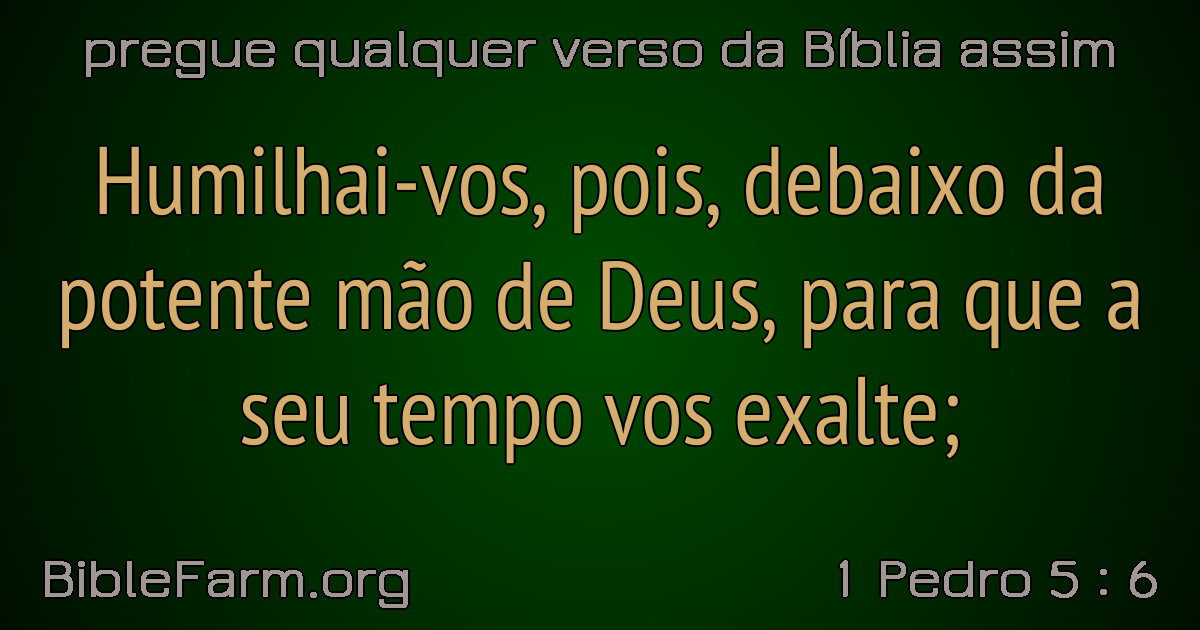 pregue qualquer verso da Bíblia assim
Humilhai-vos, pois, debaixo da
potente mão de Deus, para que a
seu tempo vos exalte;
BibleFarm.org
1 Pedro 5 : 6